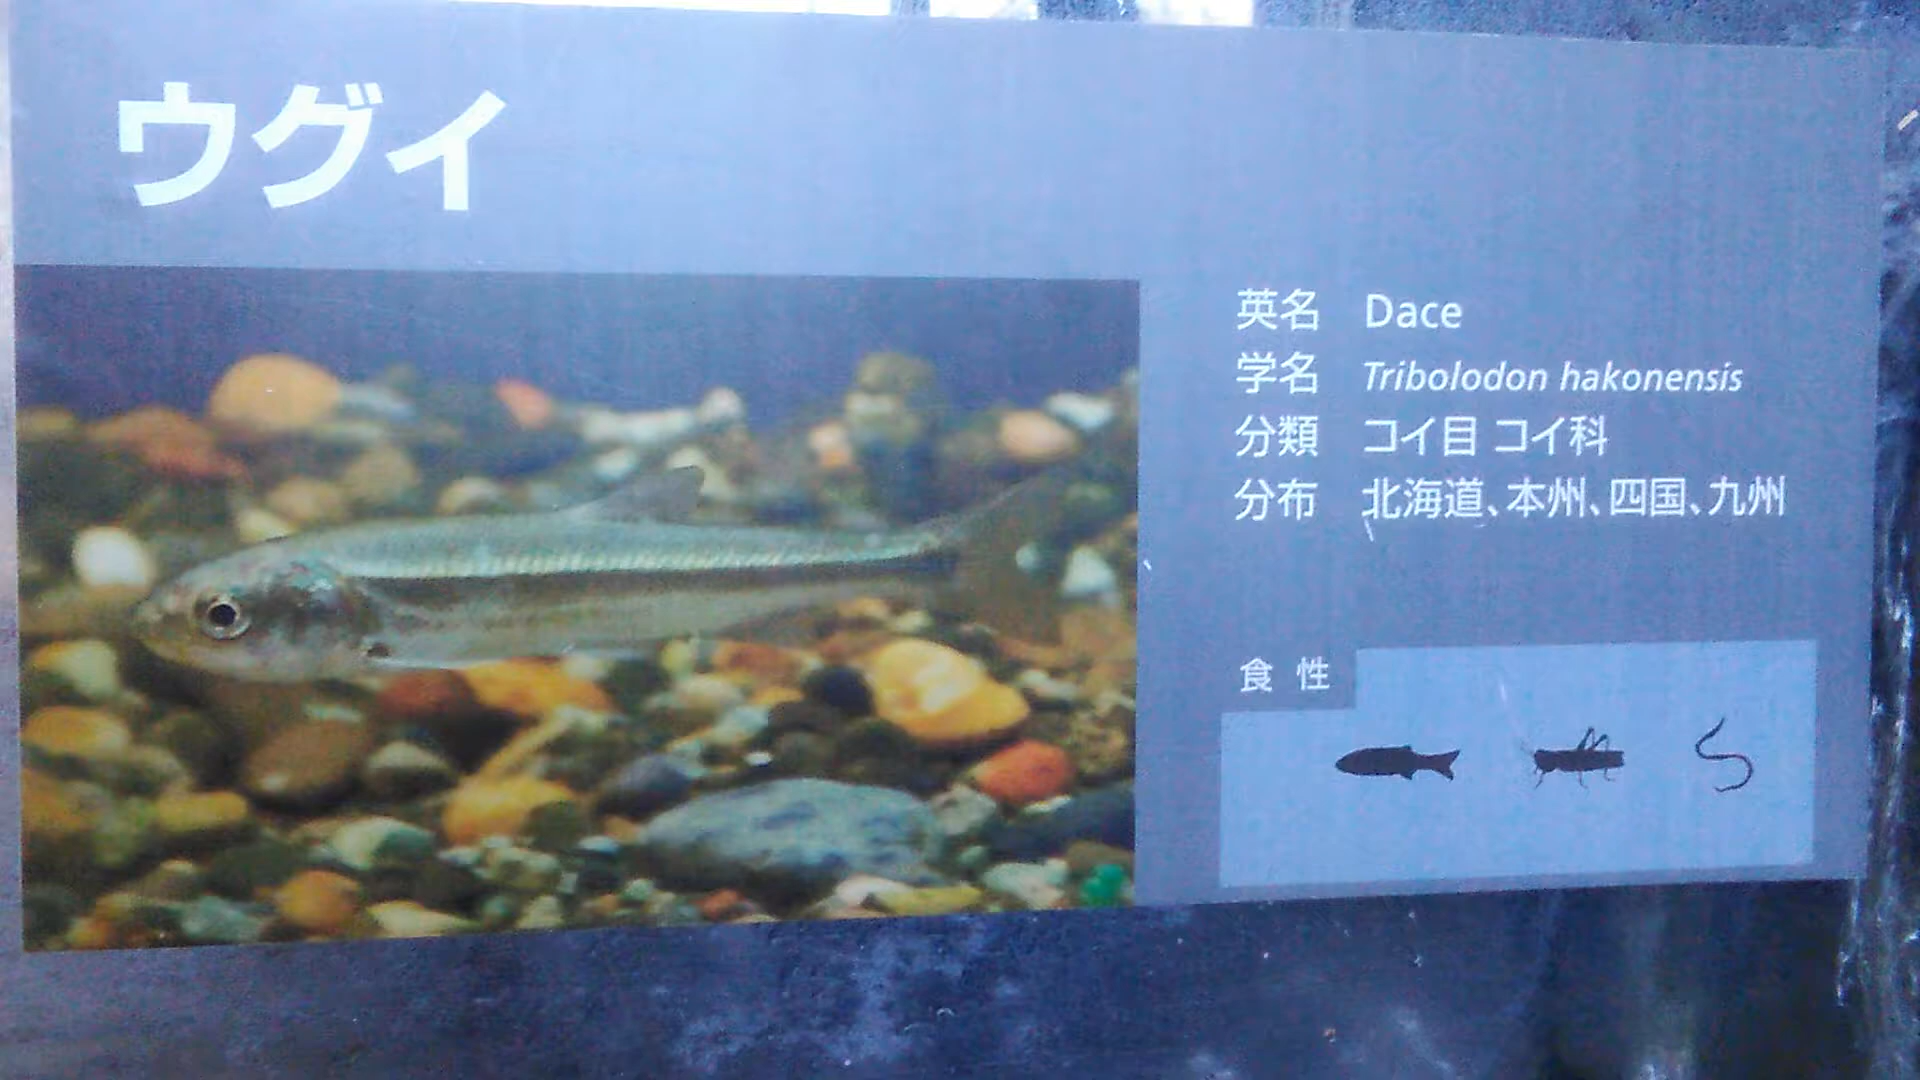 ウグイ
英名 Dace
学名 Tribolodon hakonensis
分類 コイ目 コイ科
分布 北海道、本州、四国、九州
食性